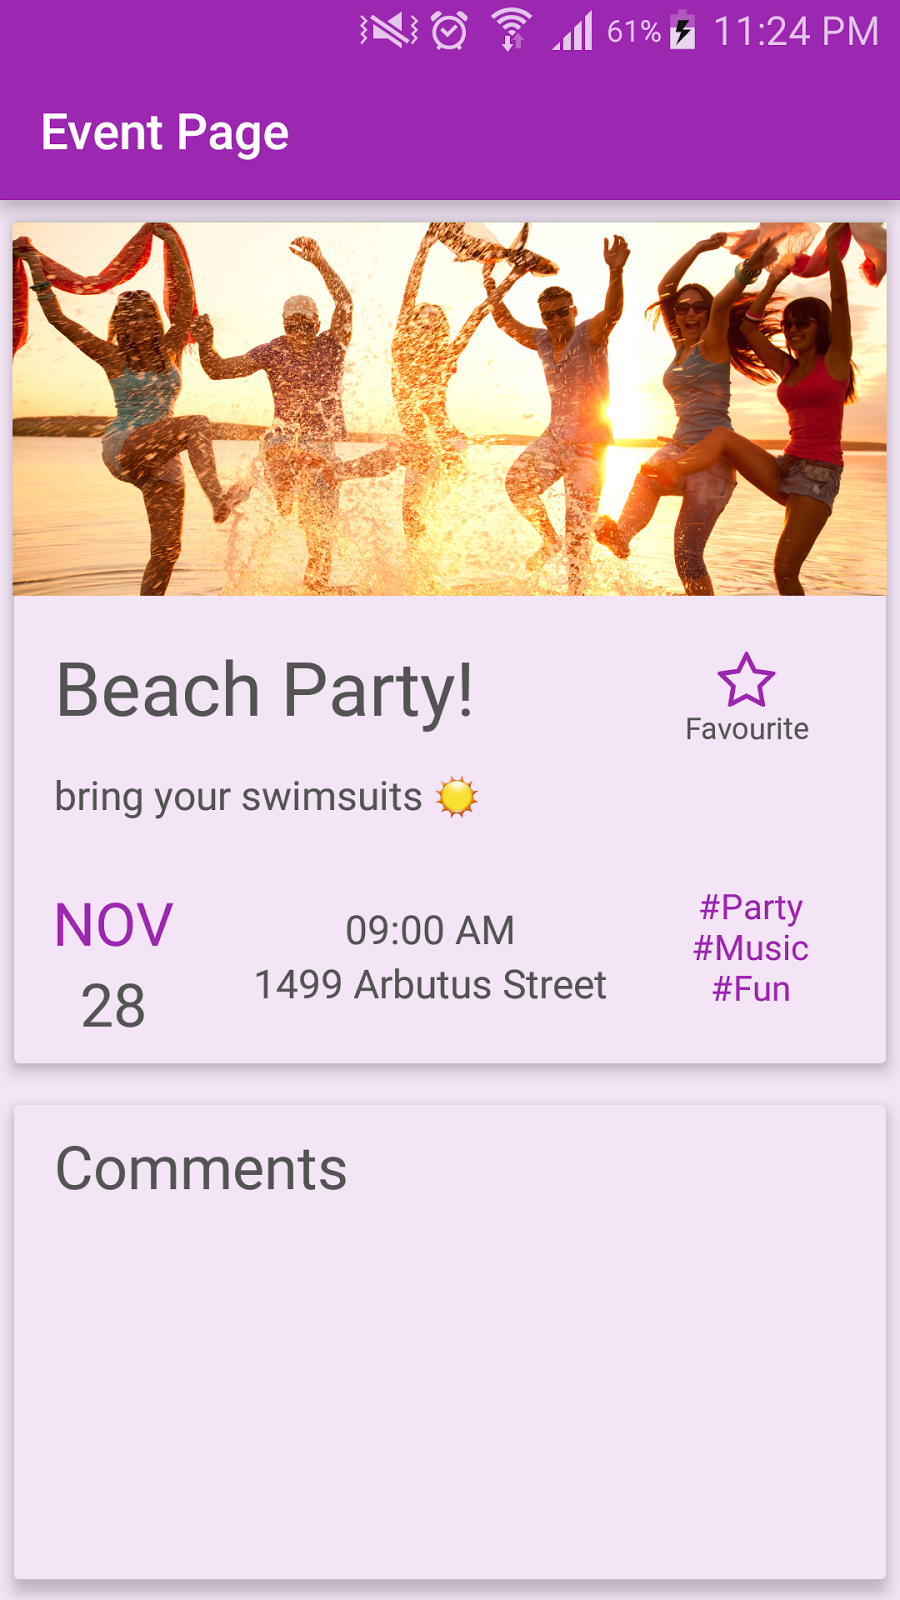 61% 11:24 PM
Event Page
Beach Party!
Favourite
bring your swimsuits ☀️
NOV
28
09:00 AM
1499 Arbutus Street
#Party
#Music
#Fun
Comments